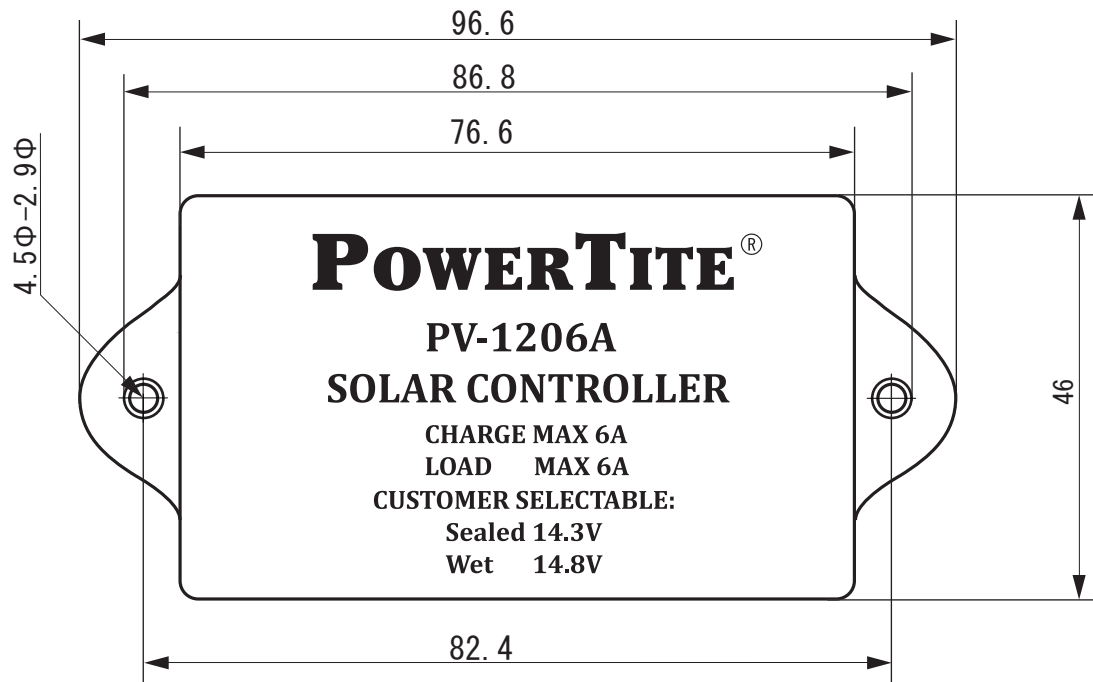 96.6
86.8
76.6
4.5Φ-2.9Φ
POWERTITE®
PV-1206A
SOLAR CONTROLLER
CHARGE MAX 6A
LOAD MAX 6A
CUSTOMER SELECTABLE:
Sealed 14.3V
Wet 14.8V
46
82.4